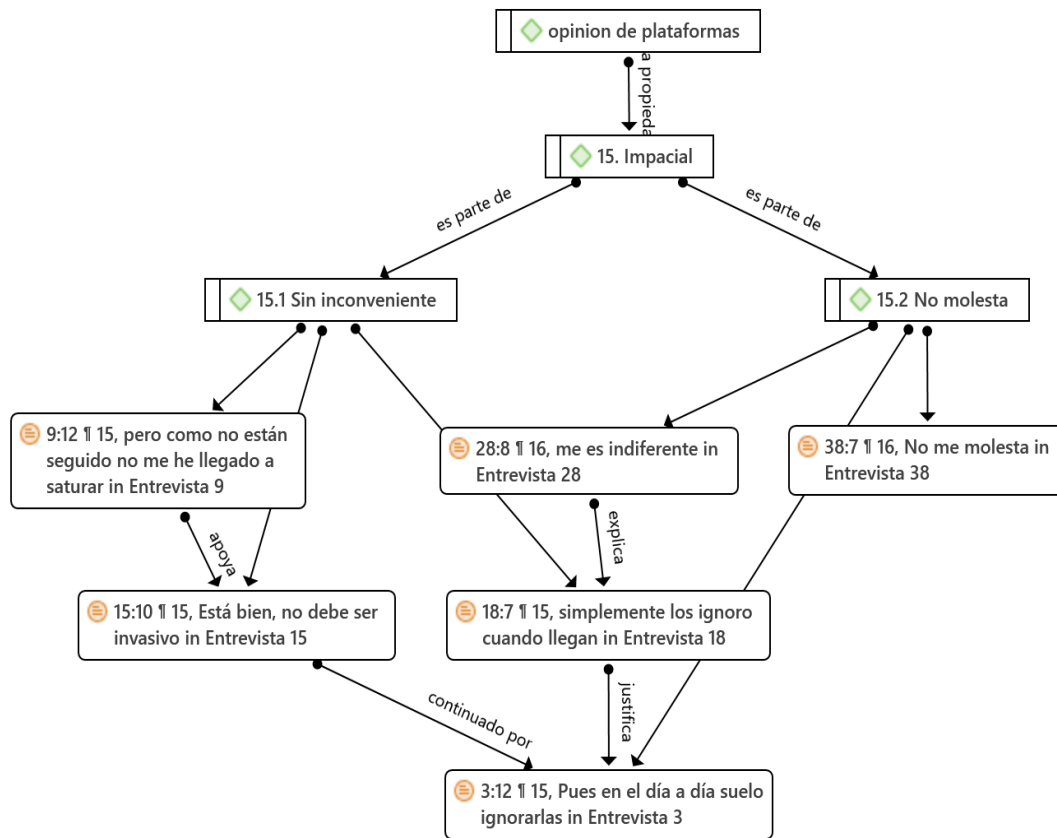 opinion de plataformas
a propieda
15. Impacial
es parte de
es parte de
15.1 Sin inconveniente
15.2 No molesta
9:12 ¶ 15, pero como no están
seguido no me he llegado a
saturar in Entrevista 9
28:8 ¶ 16, me es indiferente in
Entrevista 28
38:7 ¶ 16, No me molesta in
Entrevista 38
apoya
explica
15:10 ¶ 15, Está bien, no debe ser
invasivo in Entrevista 15
18:7 ¶ 15, simplemente los ignoro
cuando llegan in Entrevista 18
continuado por
justifica
3:12 ¶ 15, Pues en el día a día suelo
ignorarlas in Entrevista 3